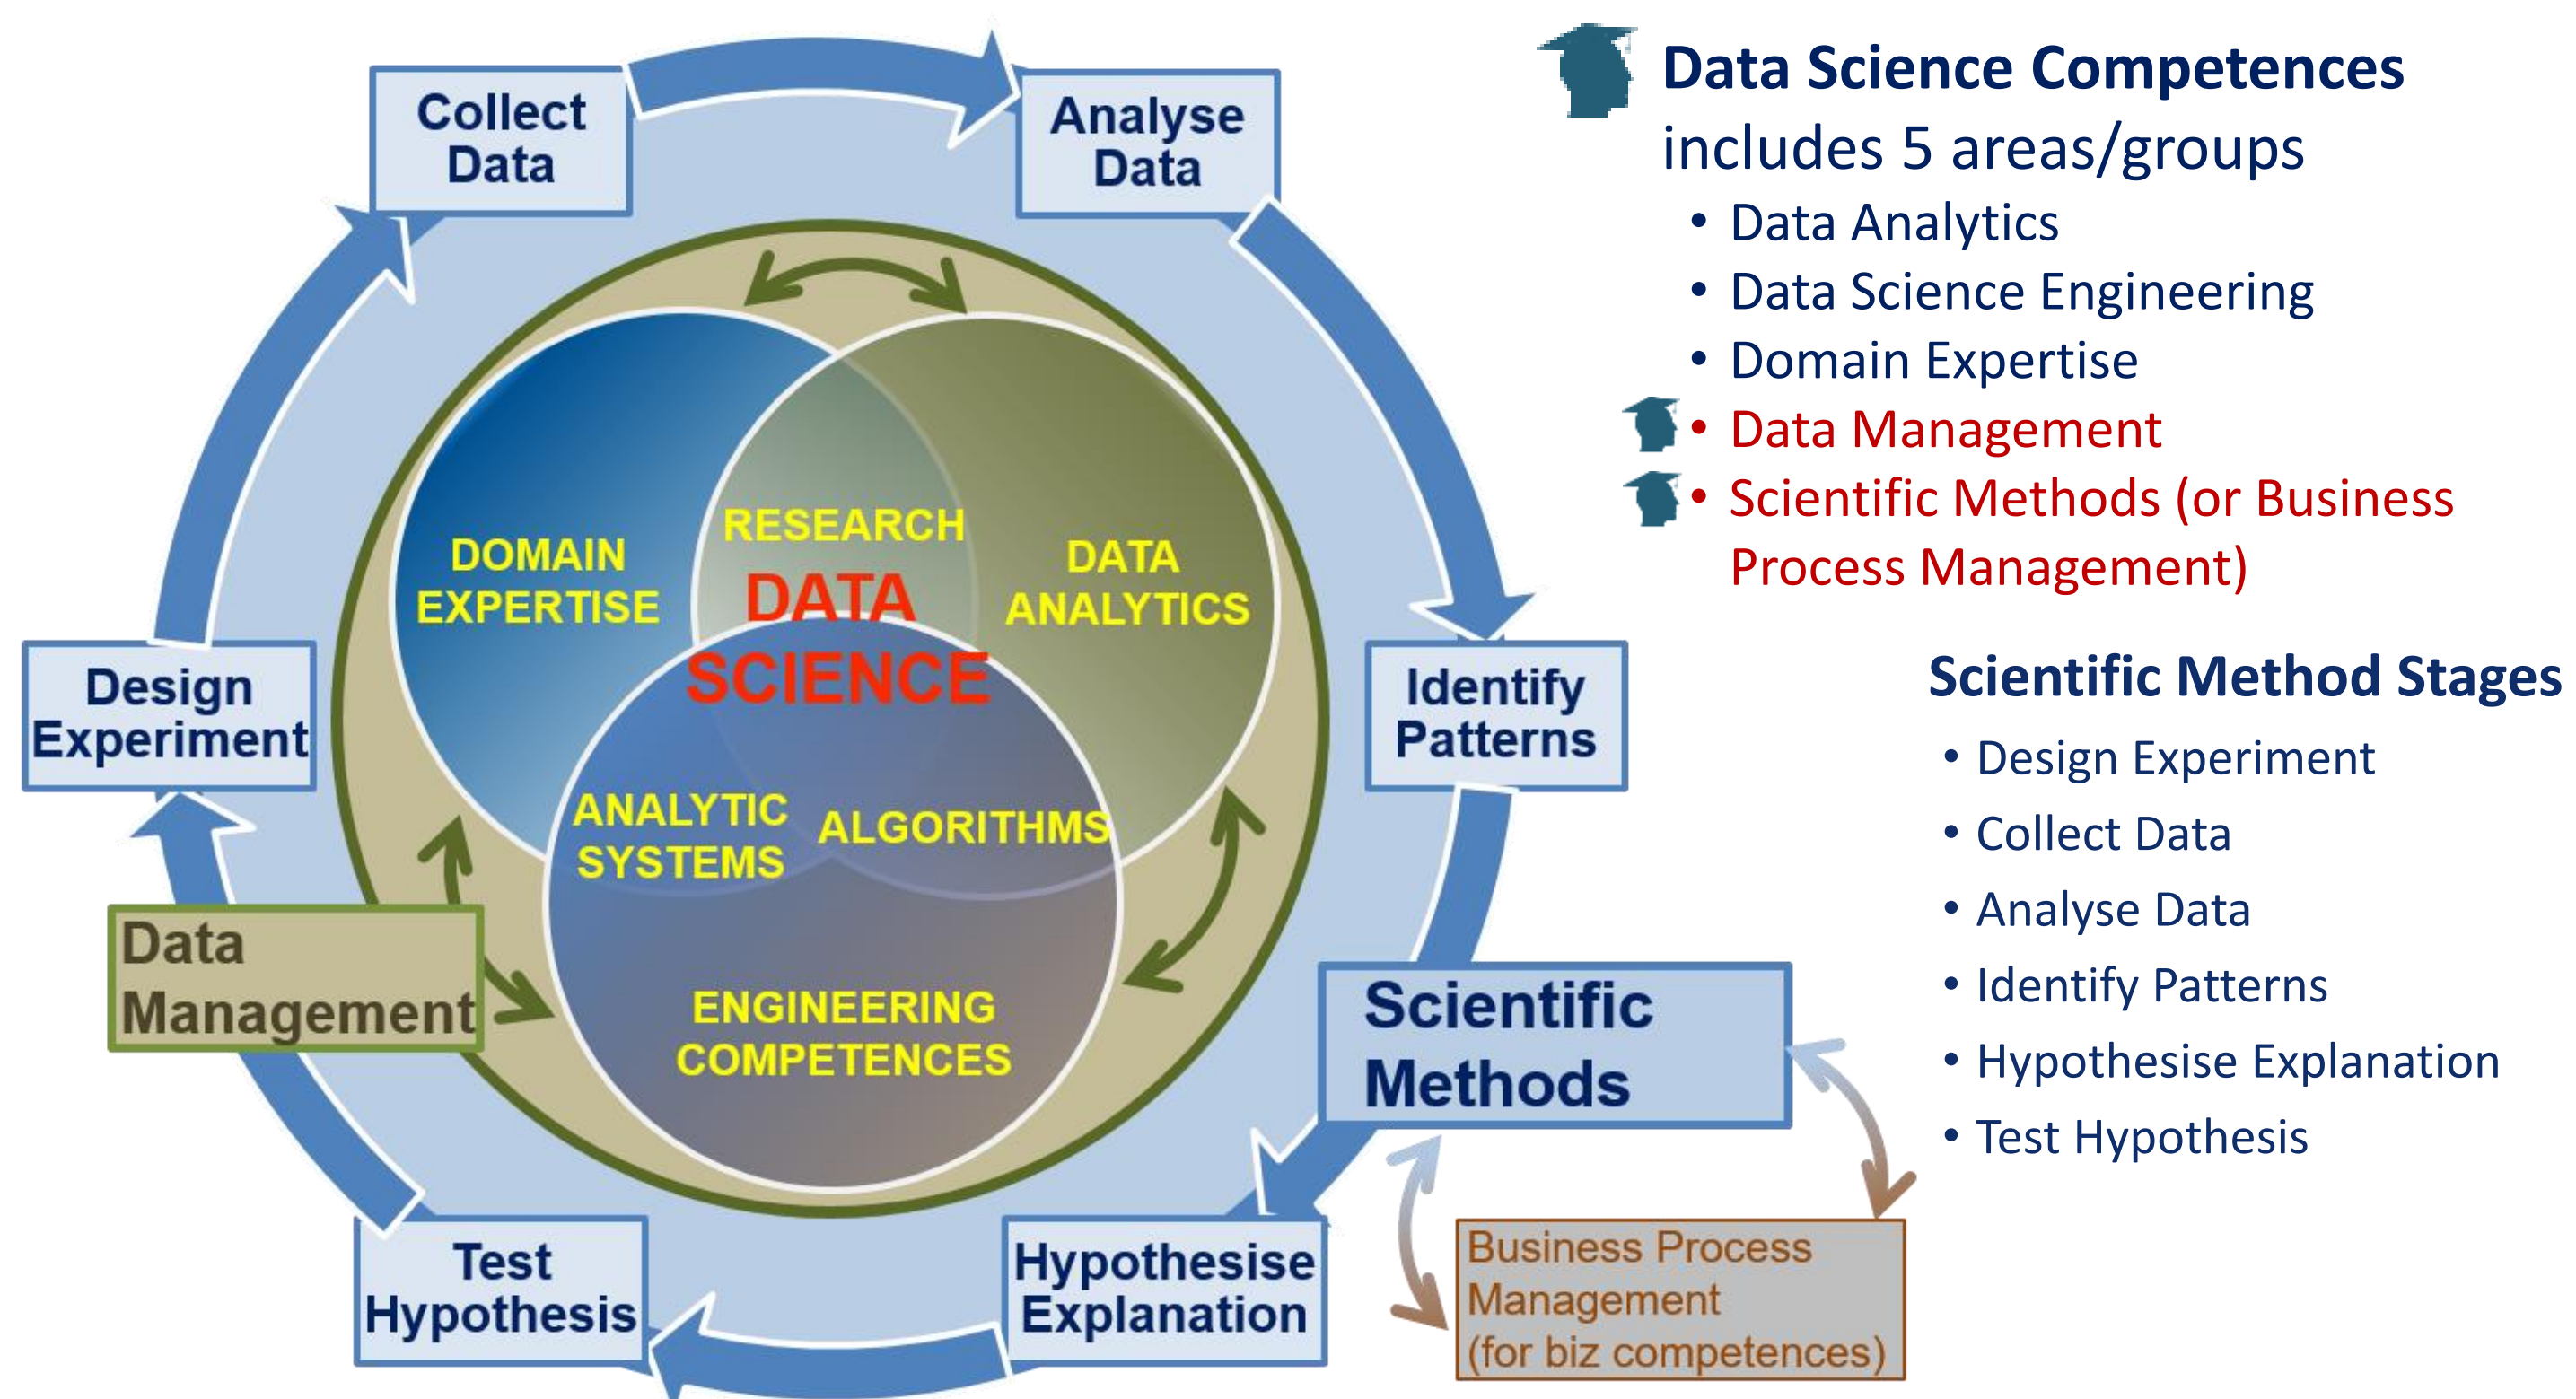 Collect
Data
Analyse
Data
Identify
Patterns
Scientific
Methods
Hypothesise
Explanation
Test
Hypothesis
Data
Management
Design
Experiment
DOMAIN
EXPERTISE
RESEARCH
DATA
ANALYTICS
DATA
SCIENCE
ANALYTIC
SYSTEMS
ALGORITHMS
ENGINEERING
COMPETENCES
Business Process
Management
(for biz competences)
Data Science Competences
includes 5 areas/groups
• Data Analytics
• Data Science Engineering
• Domain Expertise
• Data Management
• Scientific Methods (or Business
Process Management)
Scientific Method Stages
• Design Experiment
• Collect Data
• Analyse Data
• Identify Patterns
• Hypothesise Explanation
• Test Hypothesis